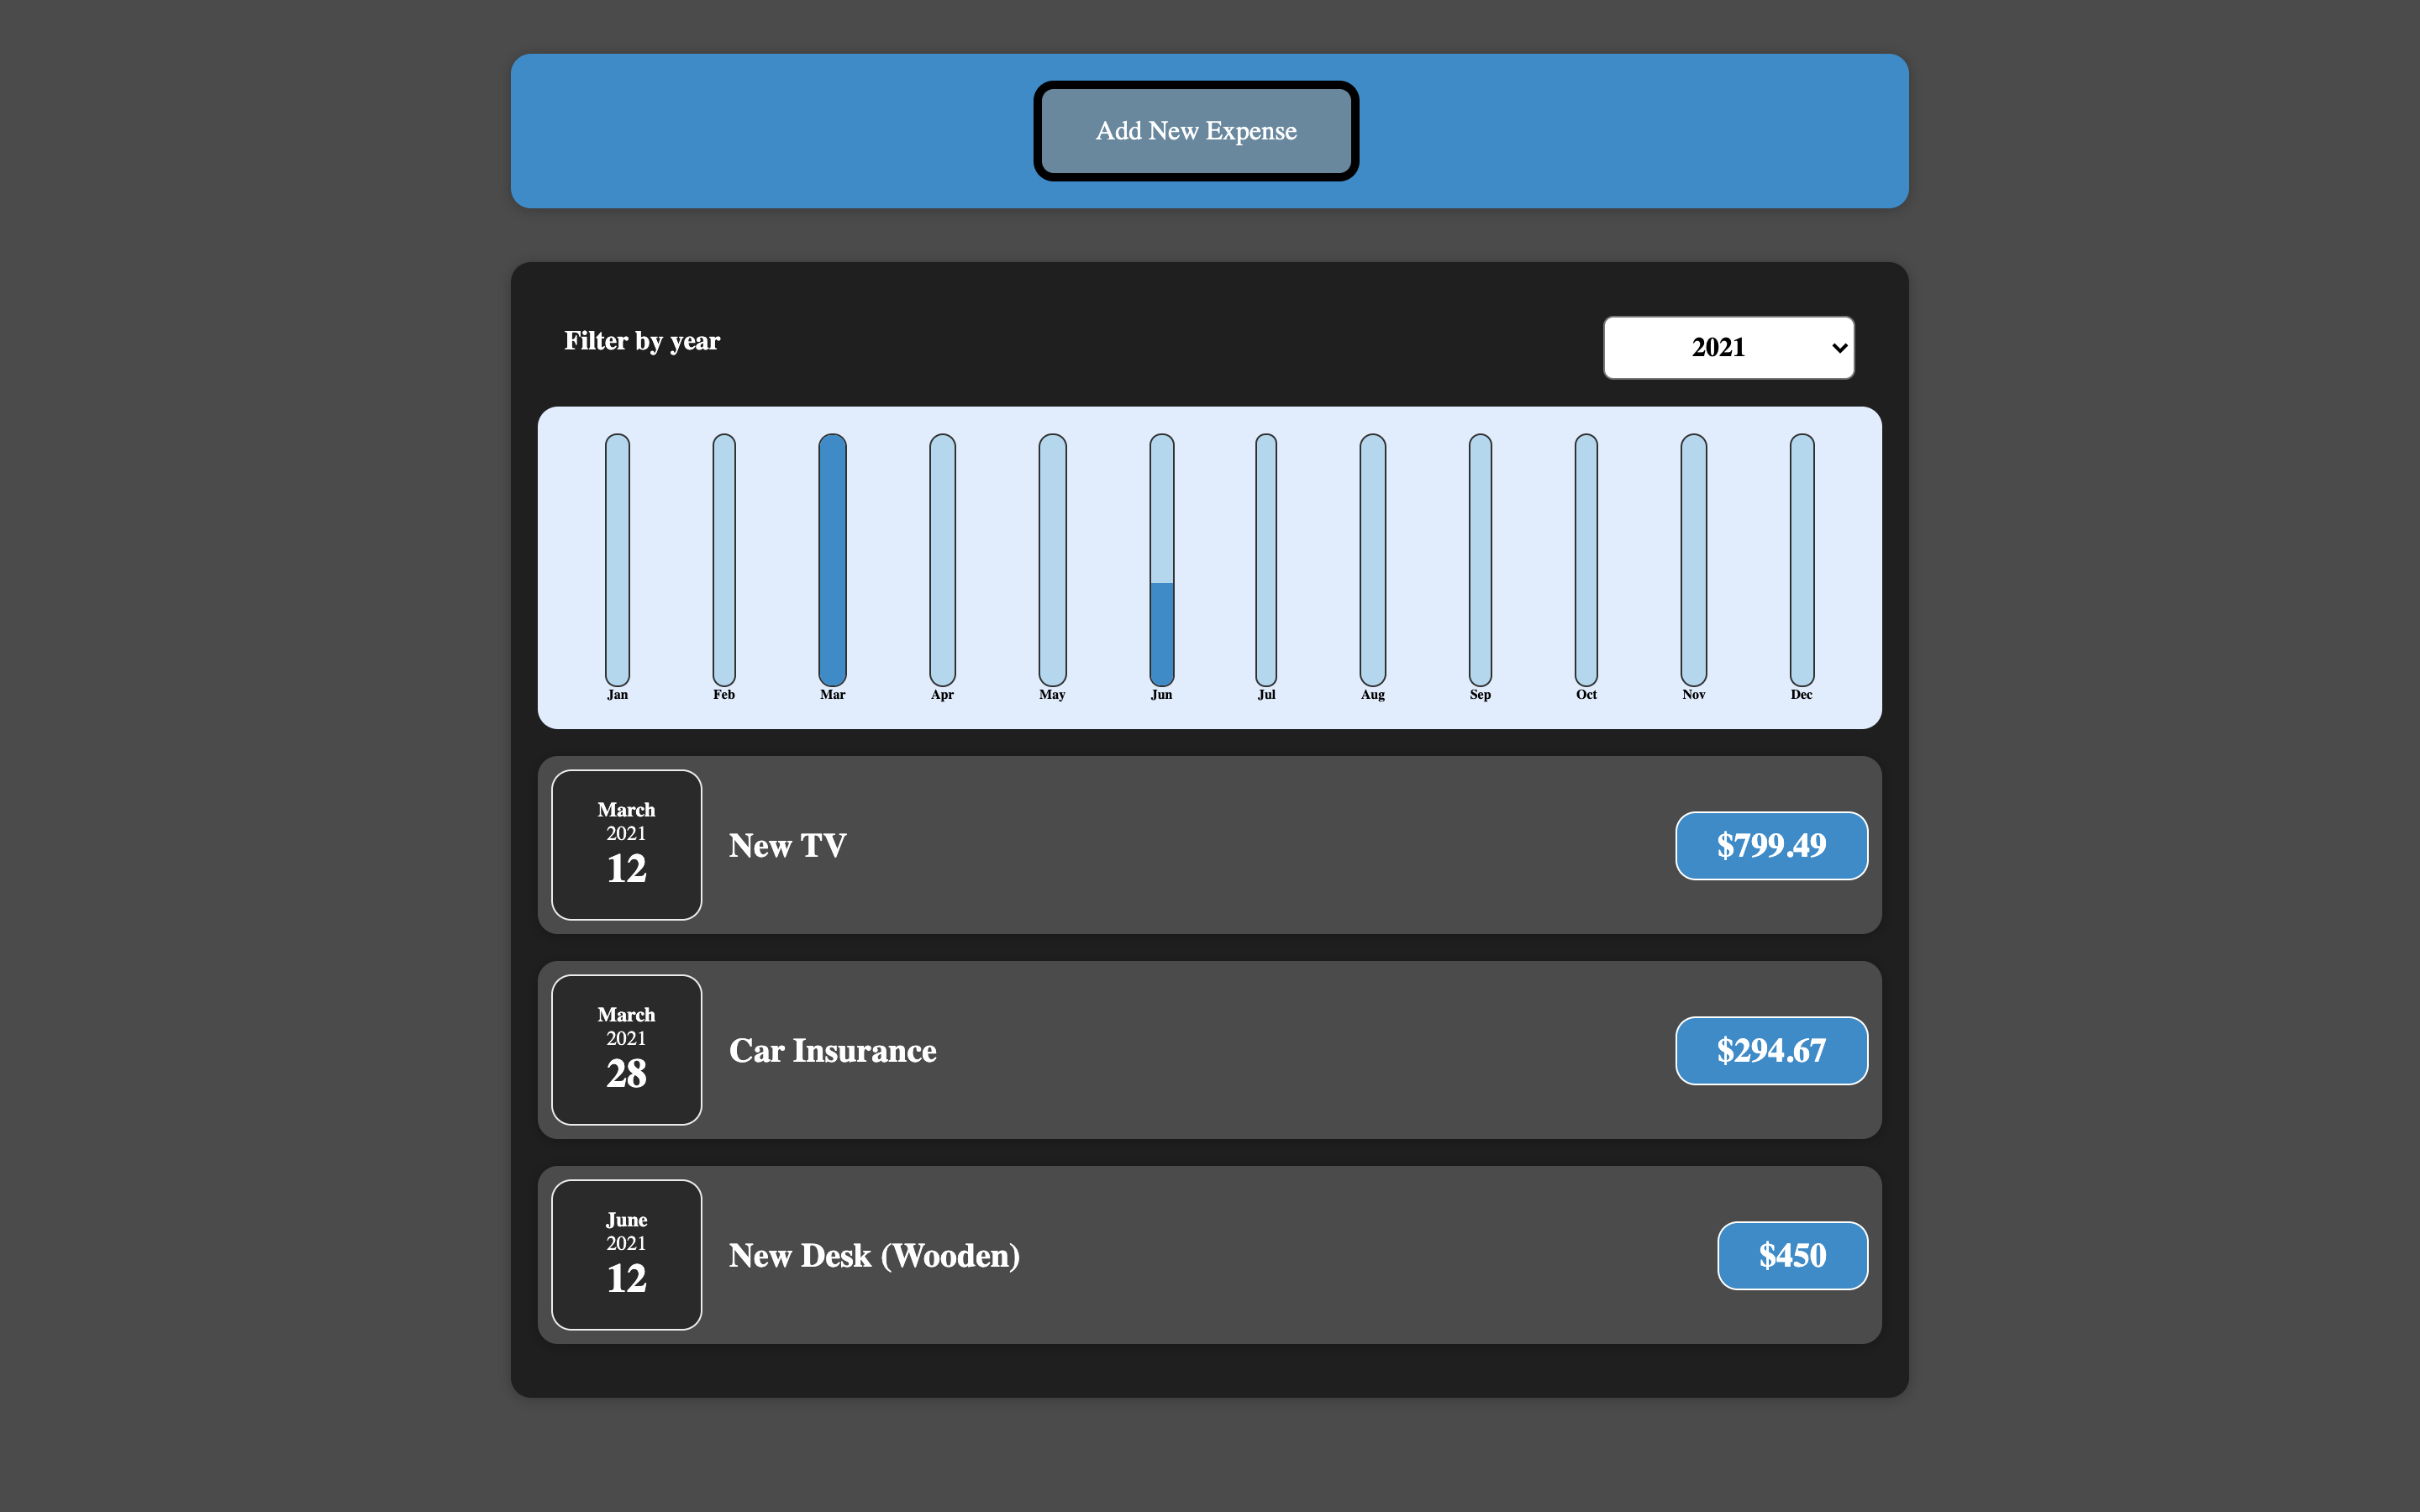 Add New Expense
Filter by year
2021
Jan Feb Mar Apr May Jun Jul Aug Sep Oct Nov Dec
March
2021
12
New TV
$799.49
March
2021
28
Car Insurance
$294.67
June
2021
12
New Desk (Wooden)
$450